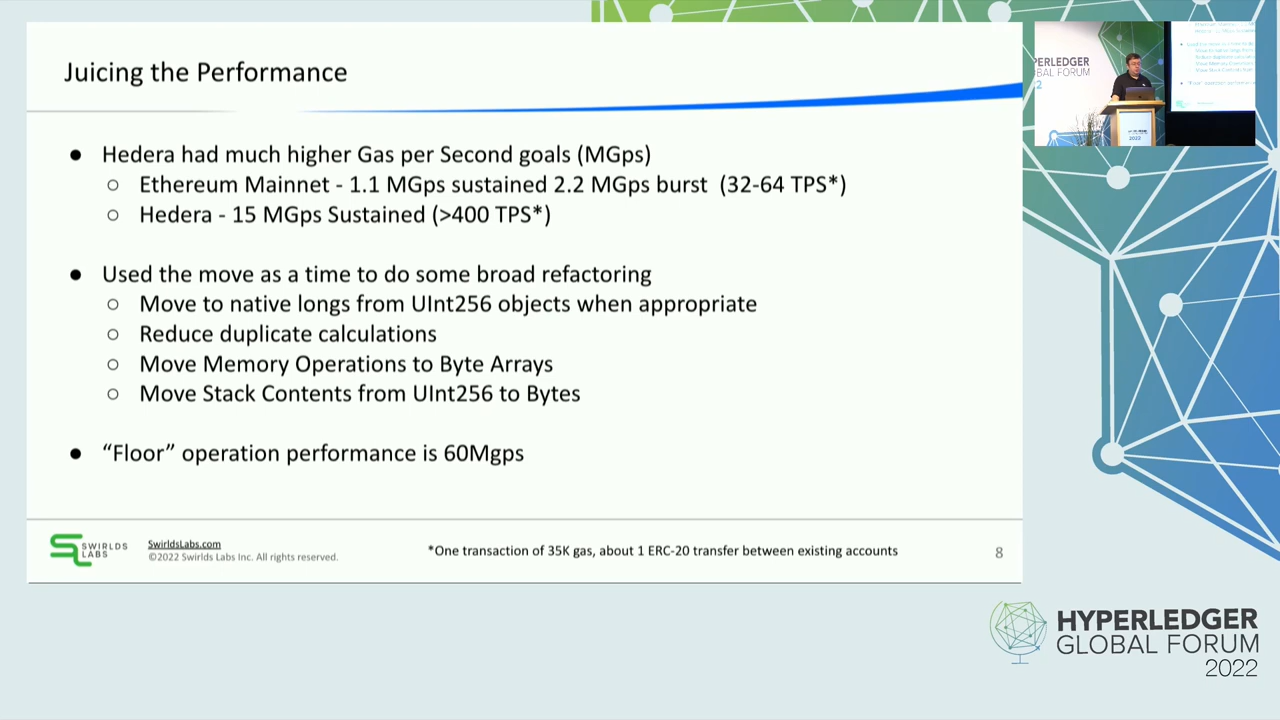 Juicing the Performance
● Hedera had much higher Gas per Second goals (MGps)
○ Ethereum Mainnet - 1.1 MGps sustained 2.2 MGps burst (32-64 TPS*)
○ Hedera - 15 MGps Sustained (>400 TPS*)
● Used the move as a time to do some broad refactoring
○ Move to native longs from UInt256 objects when appropriate
○ Reduce duplicate calculations
○ Move Memory Operations to Byte Arrays
○ Move Stack Contents from UInt256 to Bytes
● “Floor” operation performance is 60Mgps
SWIRLDS
LABS
SwirldsLabs.com
©2022 Swirlds Labs Inc. All rights reserved.
*One transaction of 35K gas, about 1 ERC-20 transfer between existing accounts
8
HYPERLEDGER
GLOBAL FORUM
2022